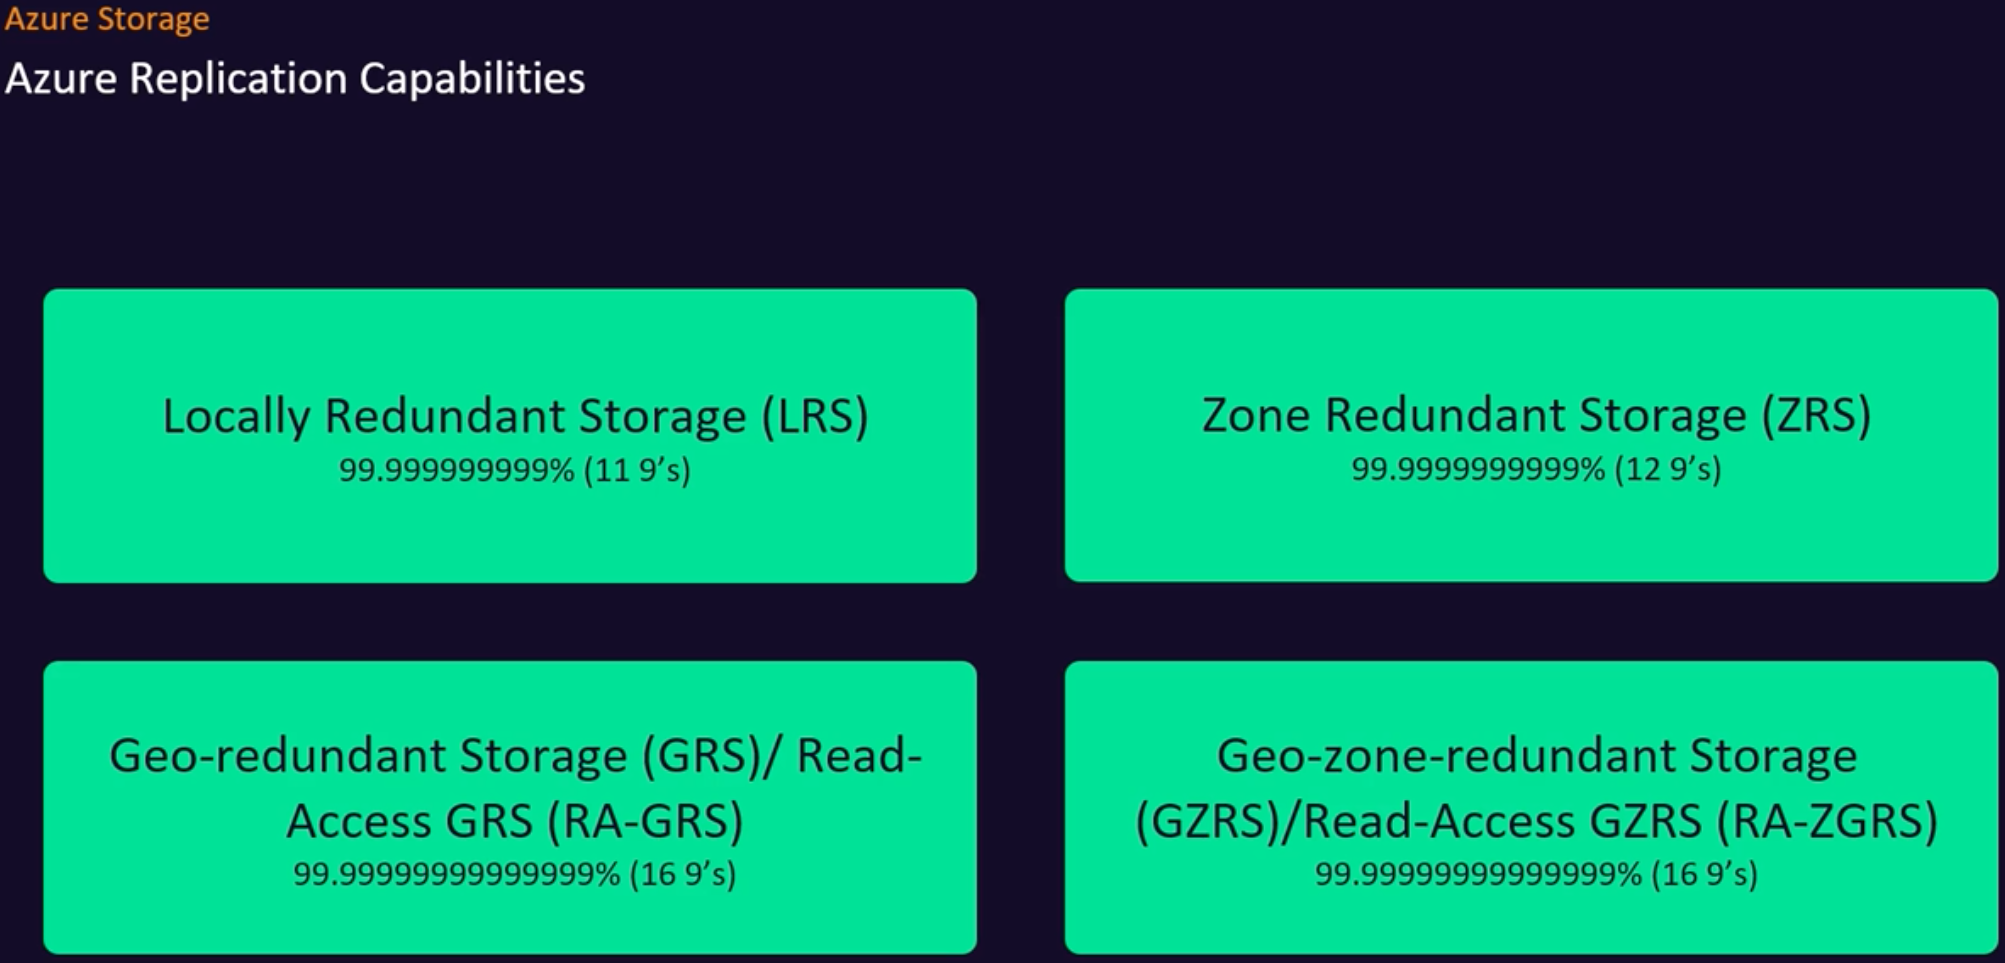 Azure Storage
Azure Replication Capabilities
Locally Redundant Storage (LRS)
99.999999999% (11 9’s)
Zone Redundant Storage (ZRS)
99.9999999999% (12 9’s)
Geo-redundant Storage (GRS)/ Read-
Access GRS (RA-GRS)
99.99999999999999% (16 9’s)
Geo-zone-redundant Storage
(GZRS)/Read-Access GZRS (RA-ZGRS)
99.99999999999999% (16 9’s)